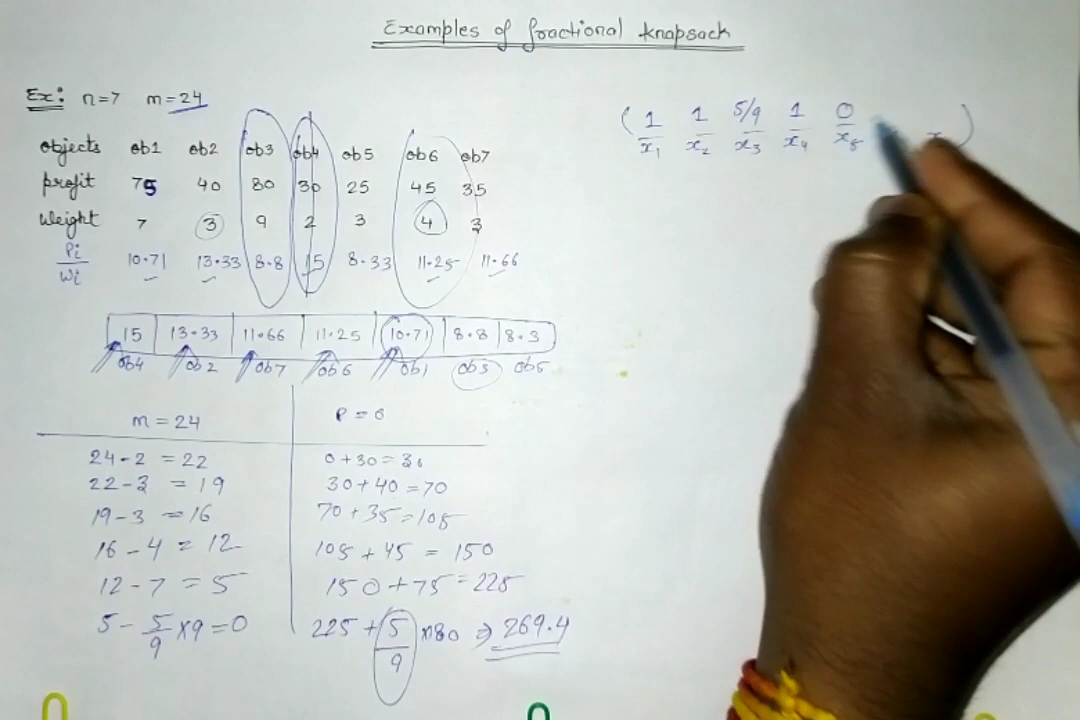 Examples of fractional knapsack
Ex: n=7 m=24
( 1 1 5/9 1 0 )
x1 x2 x3 x4 x5 x
objects ob1 ob2 ob3 ob4 ob5 ob6 ob7
profit 75 40 80 30 25 45 35
Weight 7 3 9 2 3 4 3
Pi/Wi 10.71 13.33 8.8 15 8.33 11.25 11.66
15 13.33 11.66 11.25 10.71 8.8 8.3
ob4 ob2 ob7 ob6 ob1 ob3 ob5
m = 24 P = 0
24-2 = 22 0+30=30
22-3 = 19 30+40=70
19-3 = 16 70+35=105
16-4 = 12 105+45 = 150
12-7 = 5 150+75=225
5 - 5/9 x9=0 225 + 5/9 x80 => 269.4